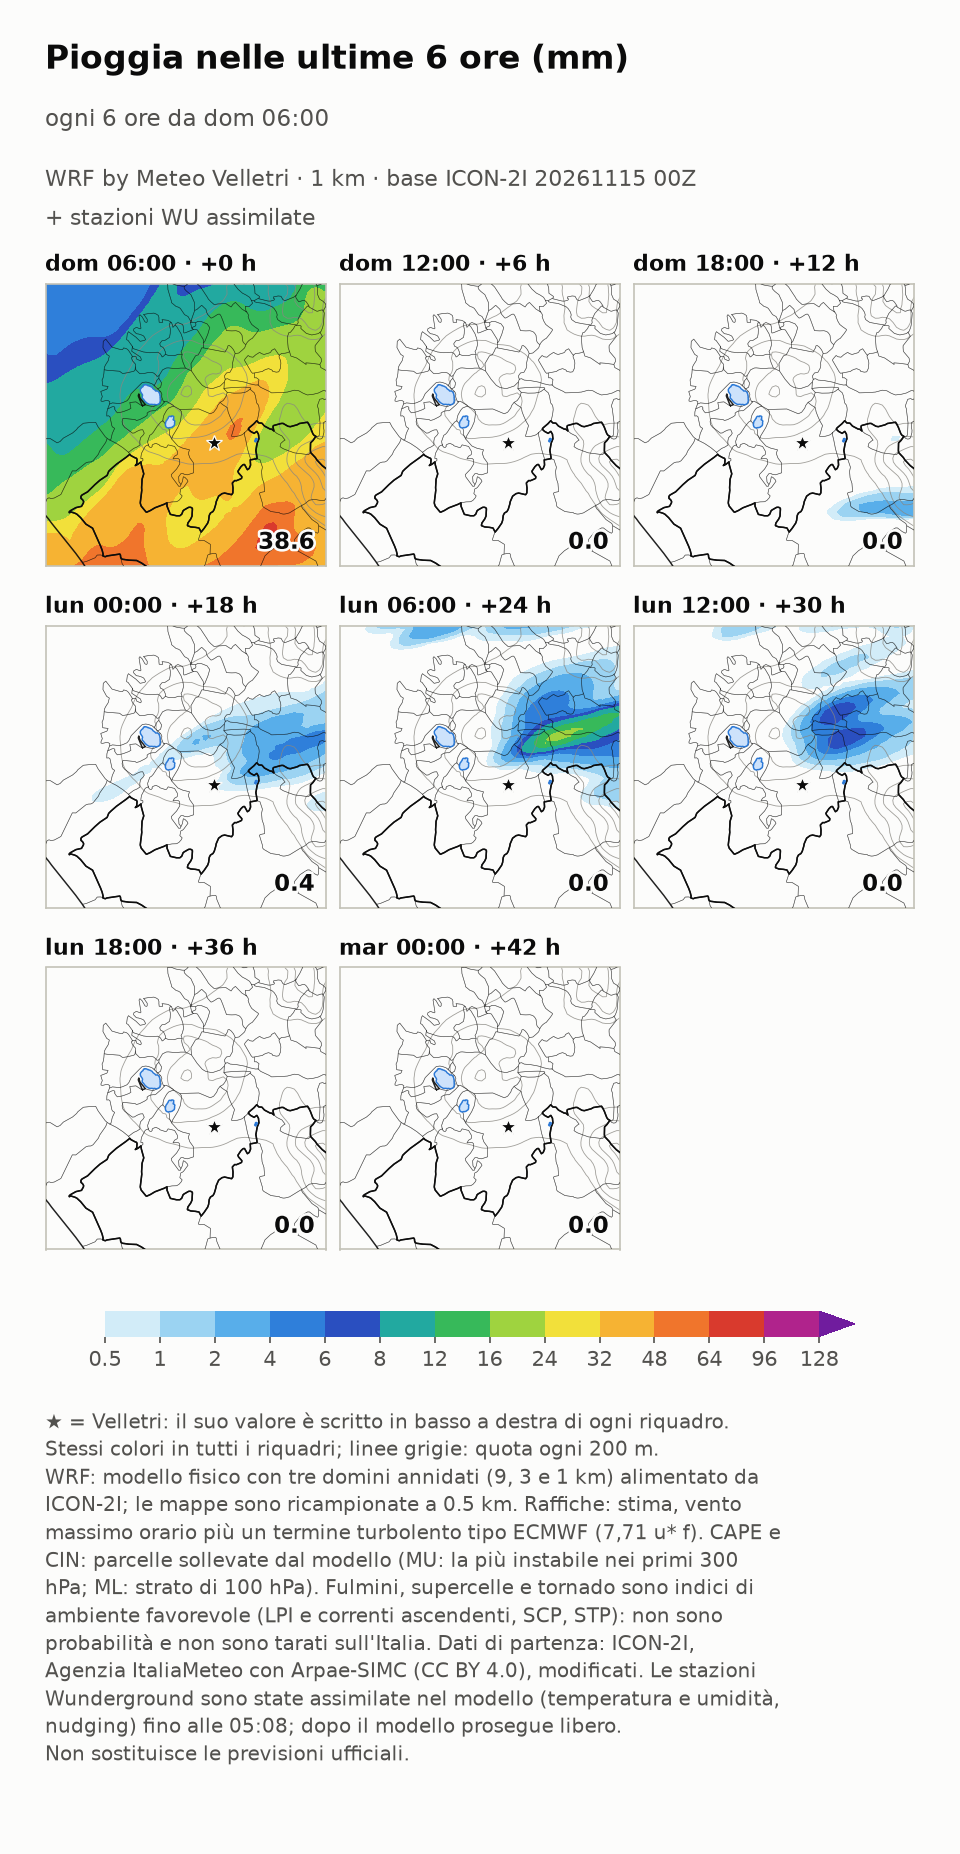 Pioggia nelle ultime 6 ore (mm)
ogni 6 ore da dom 06:00
WRF by Meteo Velletri · 1 km · base ICON-2I 20261115 00Z
+ stazioni WU assimilate
dom 06:00 · +0 h
dom 12:00 · +6 h
dom 18:00 · +12 h
38.6
0.0
0.0
lun 00:00 · +18 h
lun 06:00 · +24 h
lun 12:00 · +30 h
0.4
0.0
0.0
lun 18:00 · +36 h
mar 00:00 · +42 h
0.0
0.0
0.5 1 2 4 6 8 12 16 24 32 48 64 96 128
★ = Velletri: il suo valore è scritto in basso a destra di ogni riquadro.
Stessi colori in tutti i riquadri; linee grigie: quota ogni 200 m.
WRF: modello fisico con tre domini annidati (9, 3 e 1 km) alimentato da
ICON-2I; le mappe sono ricampionate a 0.5 km. Raffiche: stima, vento
massimo orario più un termine turbolento tipo ECMWF (7,71 u* f). CAPE e
CIN: parcelle sollevate dal modello (MU: la più instabile nei primi 300
hPa; ML: strato di 100 hPa). Fulmini, supercelle e tornado sono indici di
ambiente favorevole (LPI e correnti ascendenti, SCP, STP): non sono
probabilità e non sono tarati sull'Italia. Dati di partenza: ICON-2I,
Agenzia ItaliaMeteo con Arpae-SIMC (CC BY 4.0), modificati. Le stazioni
Wunderground sono state assimilate nel modello (temperatura e umidità,
nudging) fino alle 05:08; dopo il modello prosegue libero.
Non sostituisce le previsioni ufficiali.